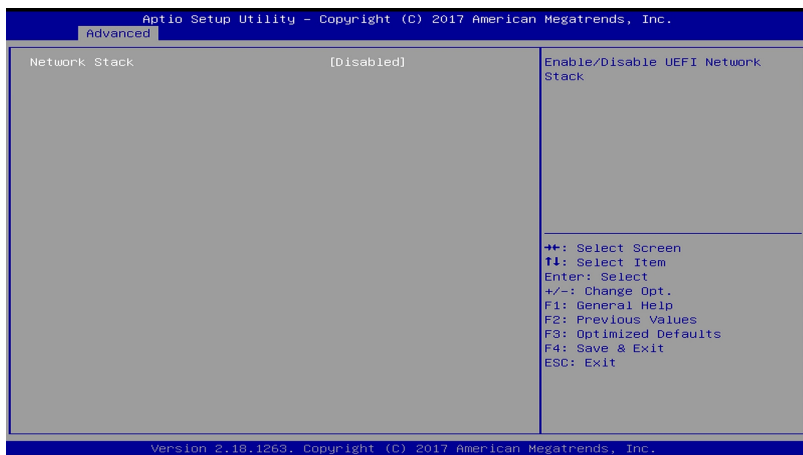 Aptio Setup Utility – Copyright (C) 2017 American Megatrends, Inc.
Advanced
Network Stack [Disabled]
Enable/Disable UEFI Network
Stack
→←: Select Screen
↑↓: Select Item
Enter: Select
+/-: Change Opt.
F1: General Help
F2: Previous Values
F3: Optimized Defaults
F4: Save & Exit
ESC: Exit
Version 2.18.1263. Copyright (C) 2017 American Megatrends, Inc.